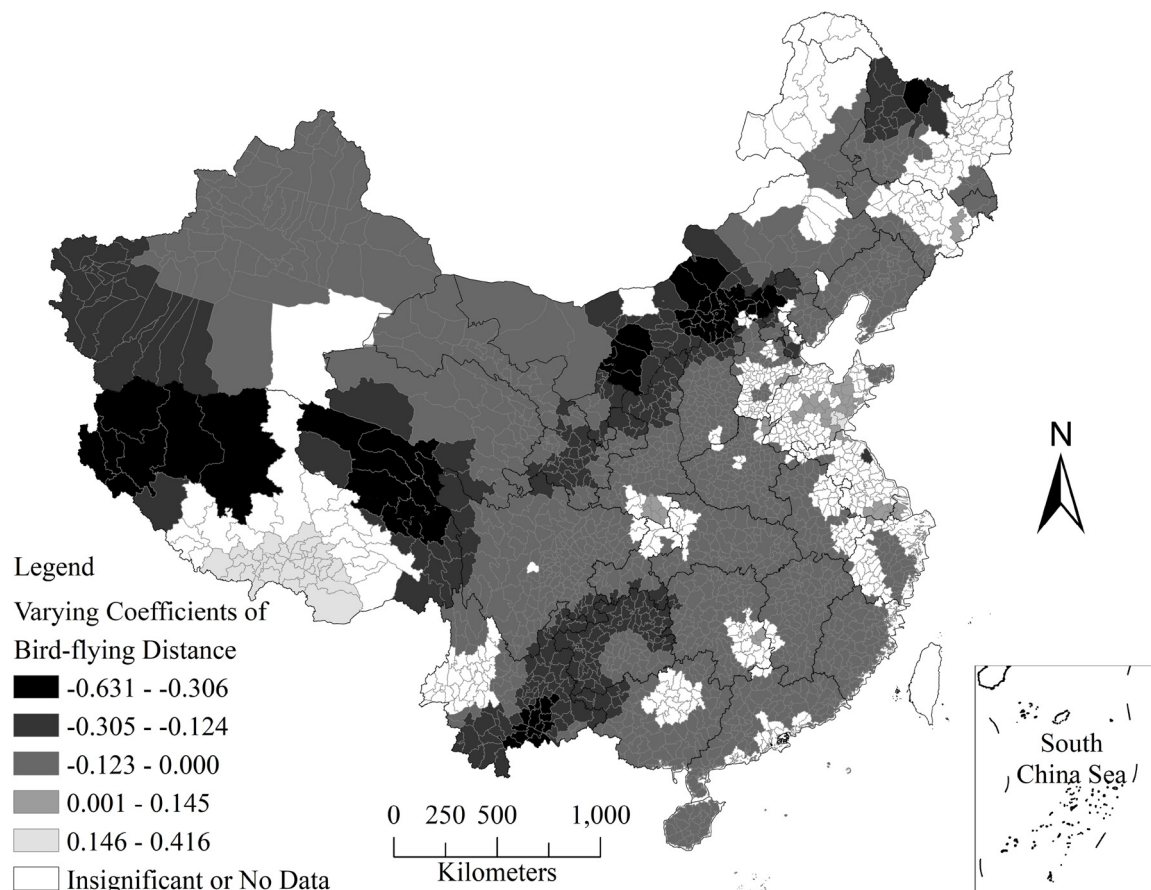 N
Legend
Varying Coefficients of
Bird-flying Distance
-0.631 - -0.306
-0.305 - -0.124
-0.123 - 0.000
0.001 - 0.145
0.146 - 0.416
Insignificant or No Data
0 250 500 1,000
Kilometers
South
China Sea